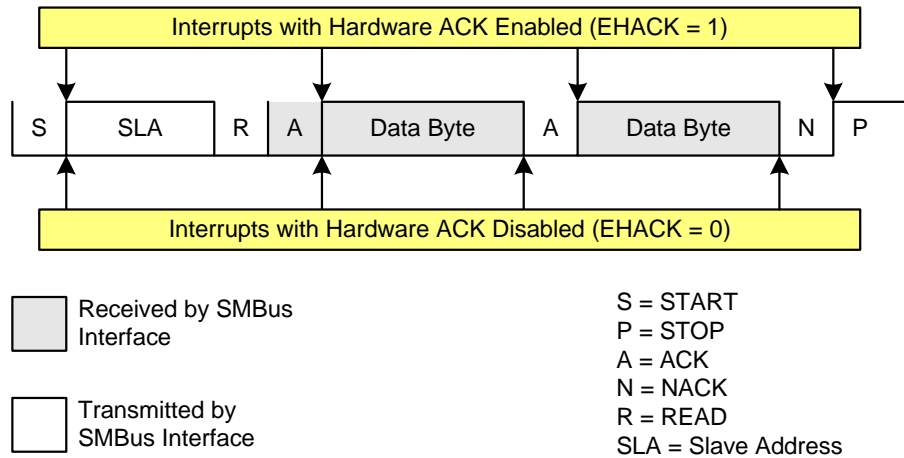 Interrupts with Hardware ACK Enabled (EHACK = 1)
S SLA R A Data Byte A Data Byte N P
Interrupts with Hardware ACK Disabled (EHACK = 0)
Received by SMBus
Interface
Transmitted by
SMBus Interface
S = START
P = STOP
A = ACK
N = NACK
R = READ
SLA = Slave Address